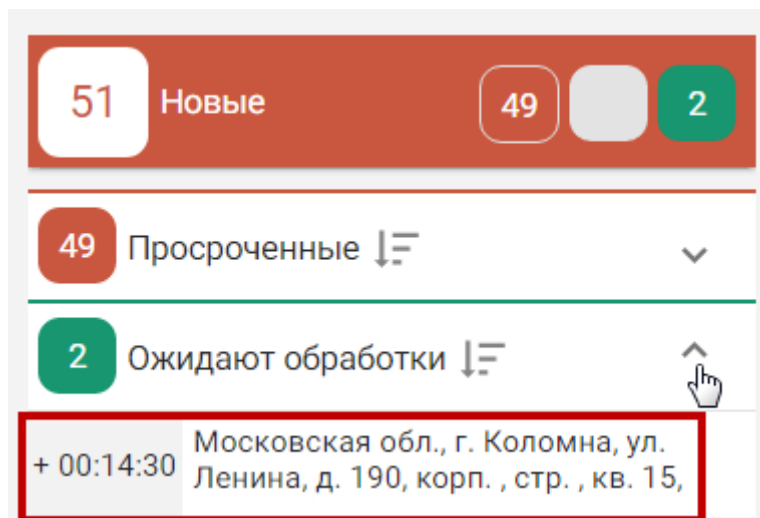 51 Новые 49 2
49 Просроченные
2 Ожидают обработки
+ 00:14:30 Московская обл., г. Коломна, ул.
Ленина, д. 190, корп. , стр. , кв. 15,